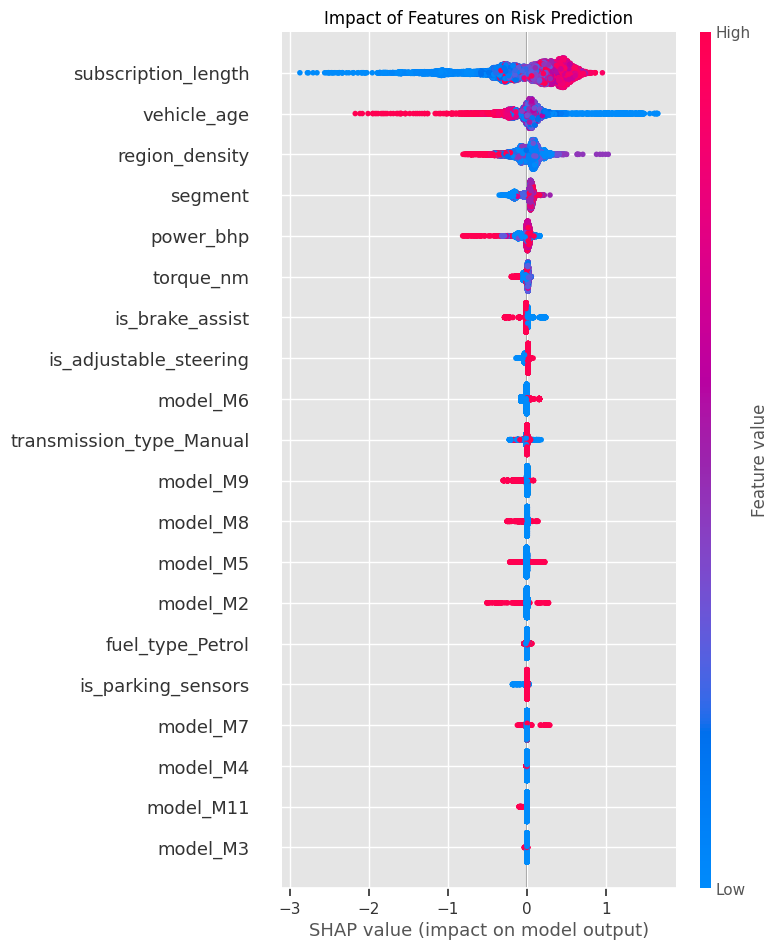 Impact of Features on Risk Prediction
High
subscription_length
vehicle_age
region_density
segment
power_bhp
torque_nm
is_brake_assist
is_adjustable_steering
model_M6
transmission_type_Manual
model_M9
model_M8
model_M5
model_M2
fuel_type_Petrol
is_parking_sensors
model_M7
model_M4
model_M11
model_M3
Feature value
Low
−3 −2 −1 0 1
SHAP value (impact on model output)